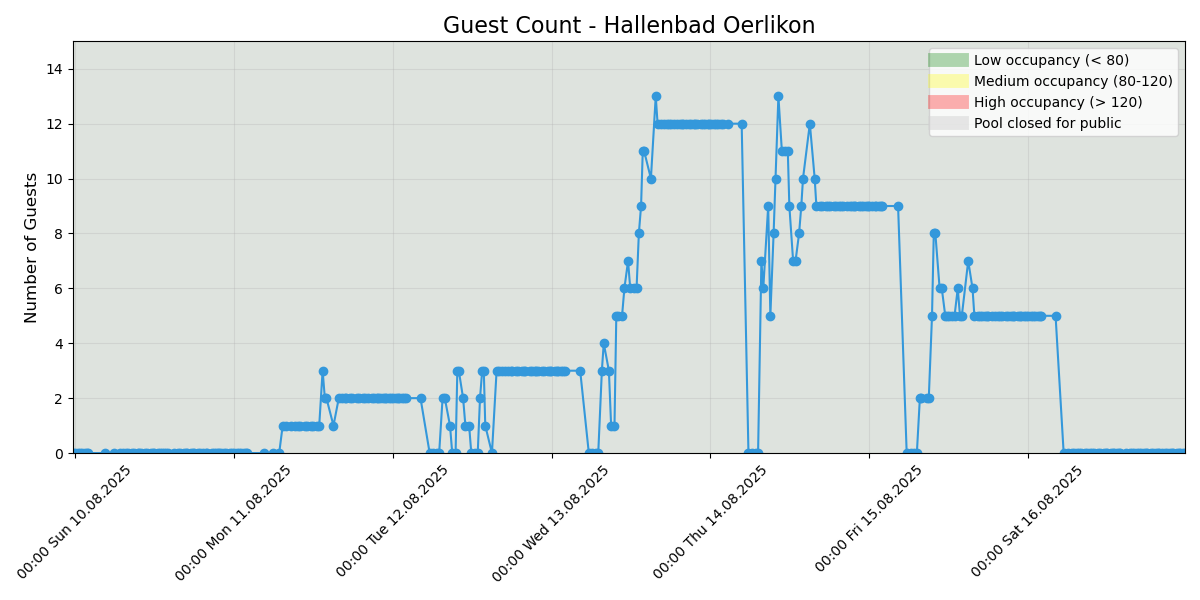 Guest Count - Hallenbad Oerlikon
Low occupancy (< 80)
Medium occupancy (80-120)
High occupancy (> 120)
Pool closed for public
Number of Guests
14
12
10
8
6
4
2
0
00:00 Sun 10.08.2025
00:00 Mon 11.08.2025
00:00 Tue 12.08.2025
00:00 Wed 13.08.2025
00:00 Thu 14.08.2025
00:00 Fri 15.08.2025
00:00 Sat 16.08.2025